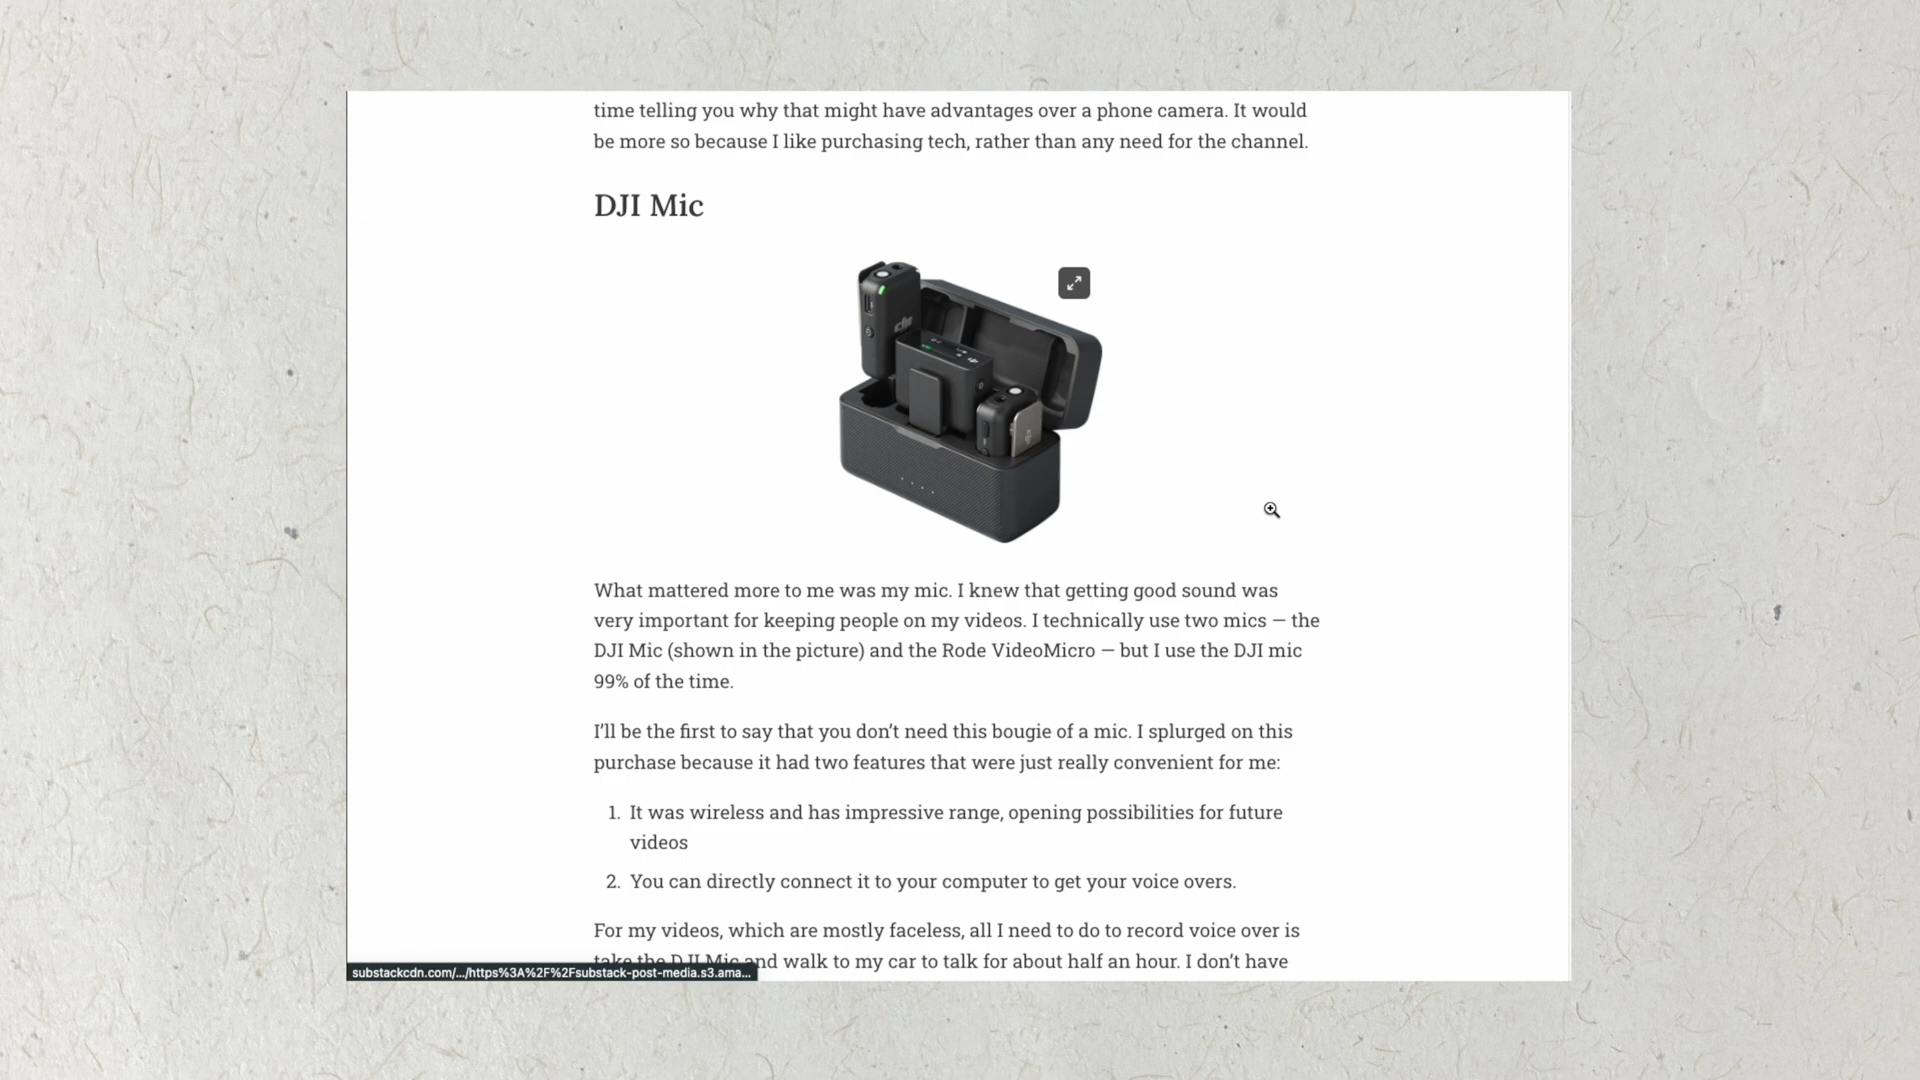 time telling you why that might have advantages over a phone camera. It would
be more so because I like purchasing tech, rather than any need for the channel.
DJI Mic
dji
What mattered more to me was my mic. I knew that getting good sound was
very important for keeping people on my videos. I technically use two mics — the
DJI Mic (shown in the picture) and the Rode VideoMicro — but I use the DJI mic
99% of the time.
I’ll be the first to say that you don’t need this bougie of a mic. I splurged on this
purchase because it had two features that were just really convenient for me:
1. It was wireless and has impressive range, opening possibilities for future
videos
2. You can directly connect it to your computer to get your voice overs.
For my videos, which are mostly faceless, all I need to do to record voice over is
take the DJI Mic and walk to my car to talk for about half an hour. I don’t have
substackcdn.com/.../https%3A%2F%2Fsubstack-post-media.s3.ama...